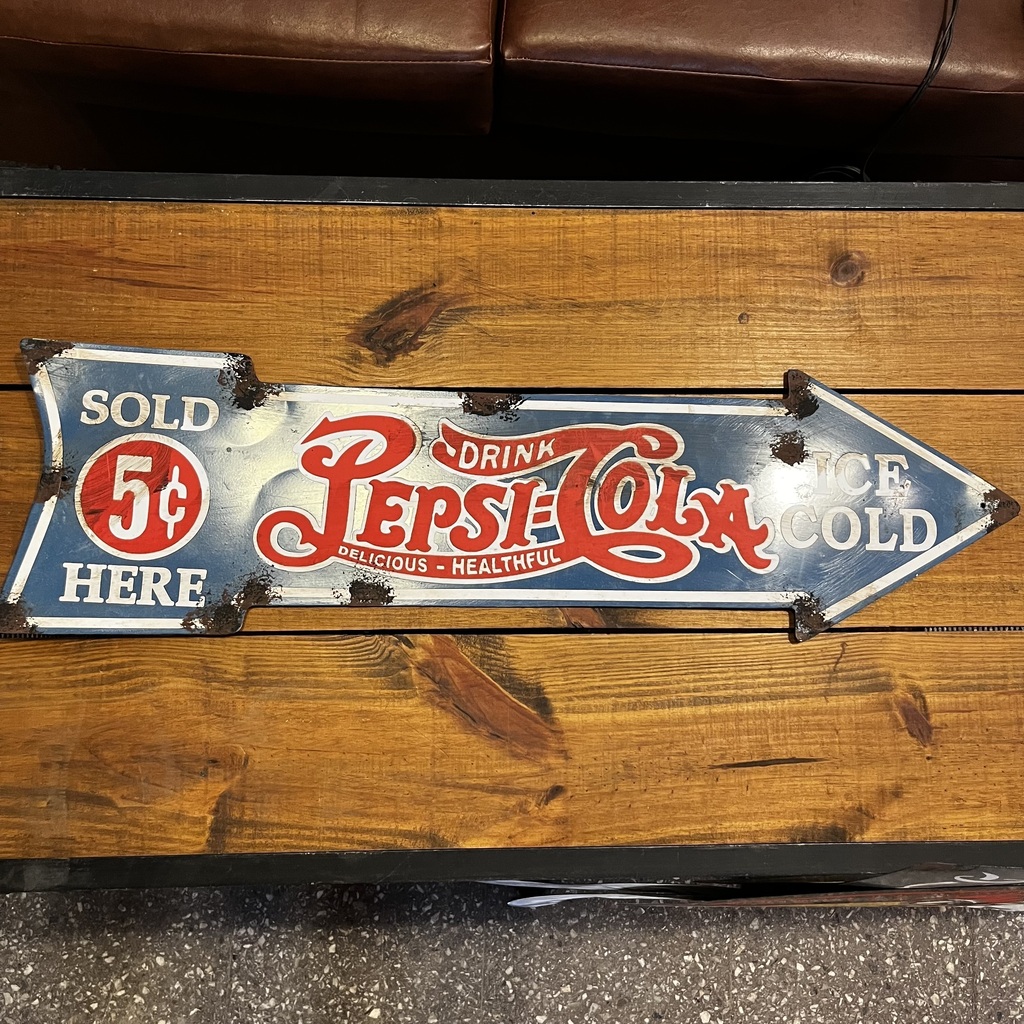 SOLD
5¢
HERE
DRINK
PEPSI=COLA
DELICIOUS - HEALTHFUL
ICE
COLD